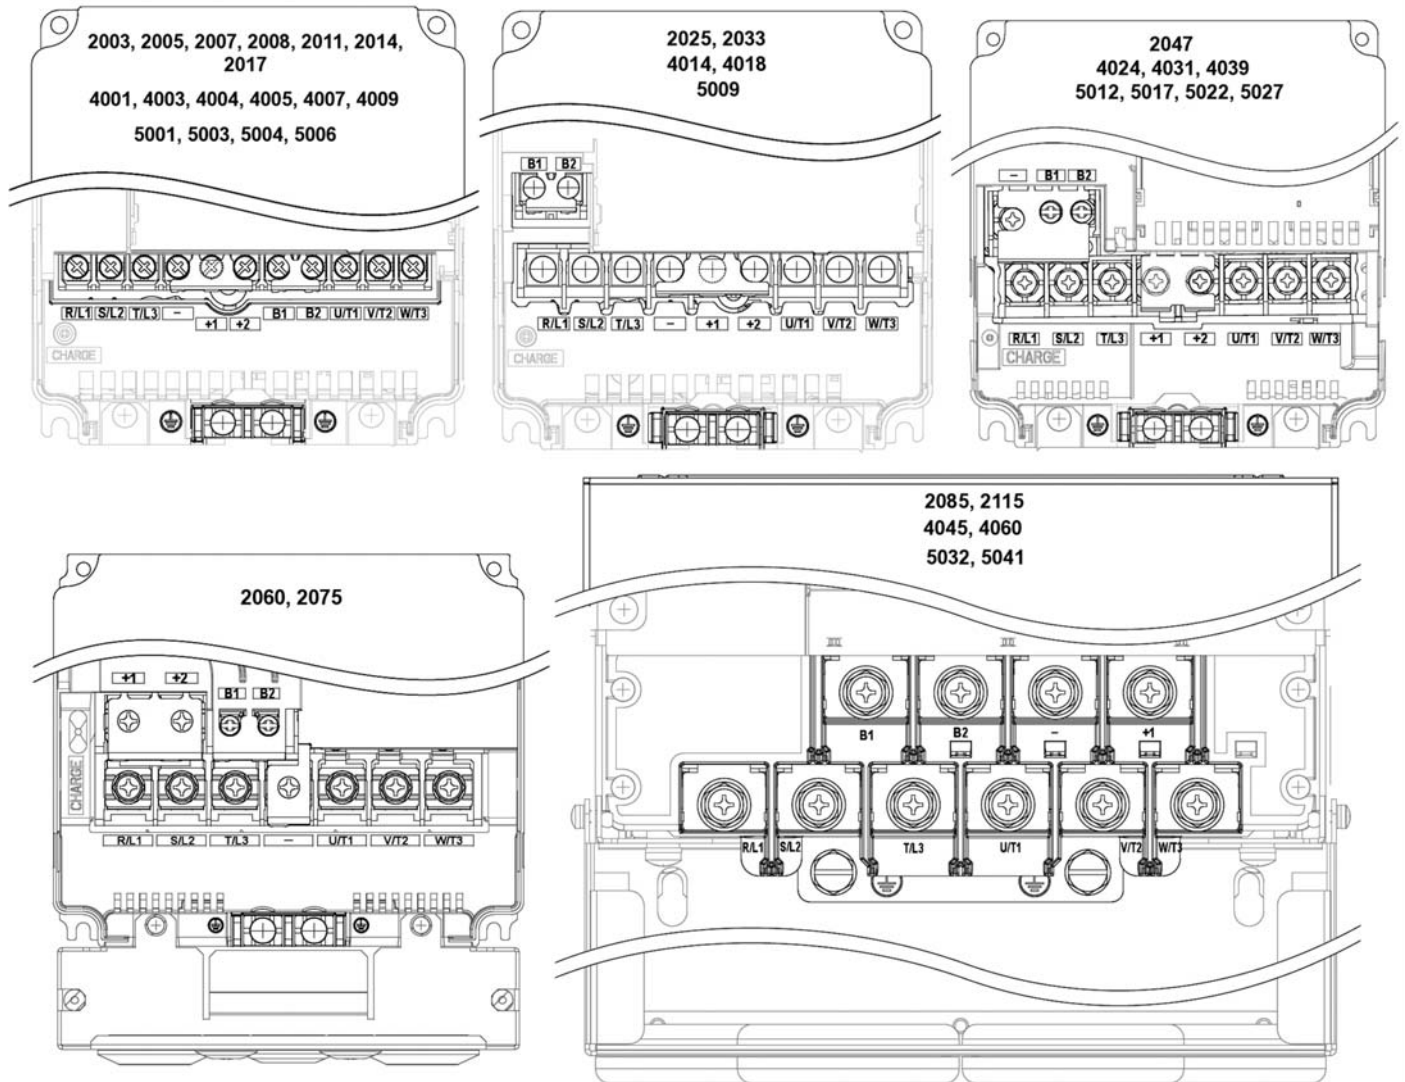 2003, 2005, 2007, 2008, 2011, 2014,
2017
4001, 4003, 4004, 4005, 4007, 4009
5001, 5003, 5004, 5006
R/L1 S/L2 T/L3 − B1 B2 U/T1 V/T2 W/T3
+1 +2
CHARGE
2025, 2033
4014, 4018
5009
B1 B2
R/L1 S/L2 T/L3 − +1 +2 U/T1 V/T2 W/T3
CHARGE
2047
4024, 4031, 4039
5012, 5017, 5022, 5027
− B1 B2
R/L1 S/L2 T/L3 +1 +2 U/T1 V/T2 W/T3
CHARGE
2060, 2075
+1 +2
B1 B2
CHARGE
R/L1 S/L2 T/L3 − U/T1 V/T2 W/T3
2085, 2115
4045, 4060
5032, 5041
B1 B2 − +1
R/L1 S/L2 T/L3 U/T1 V/T2 W/T3